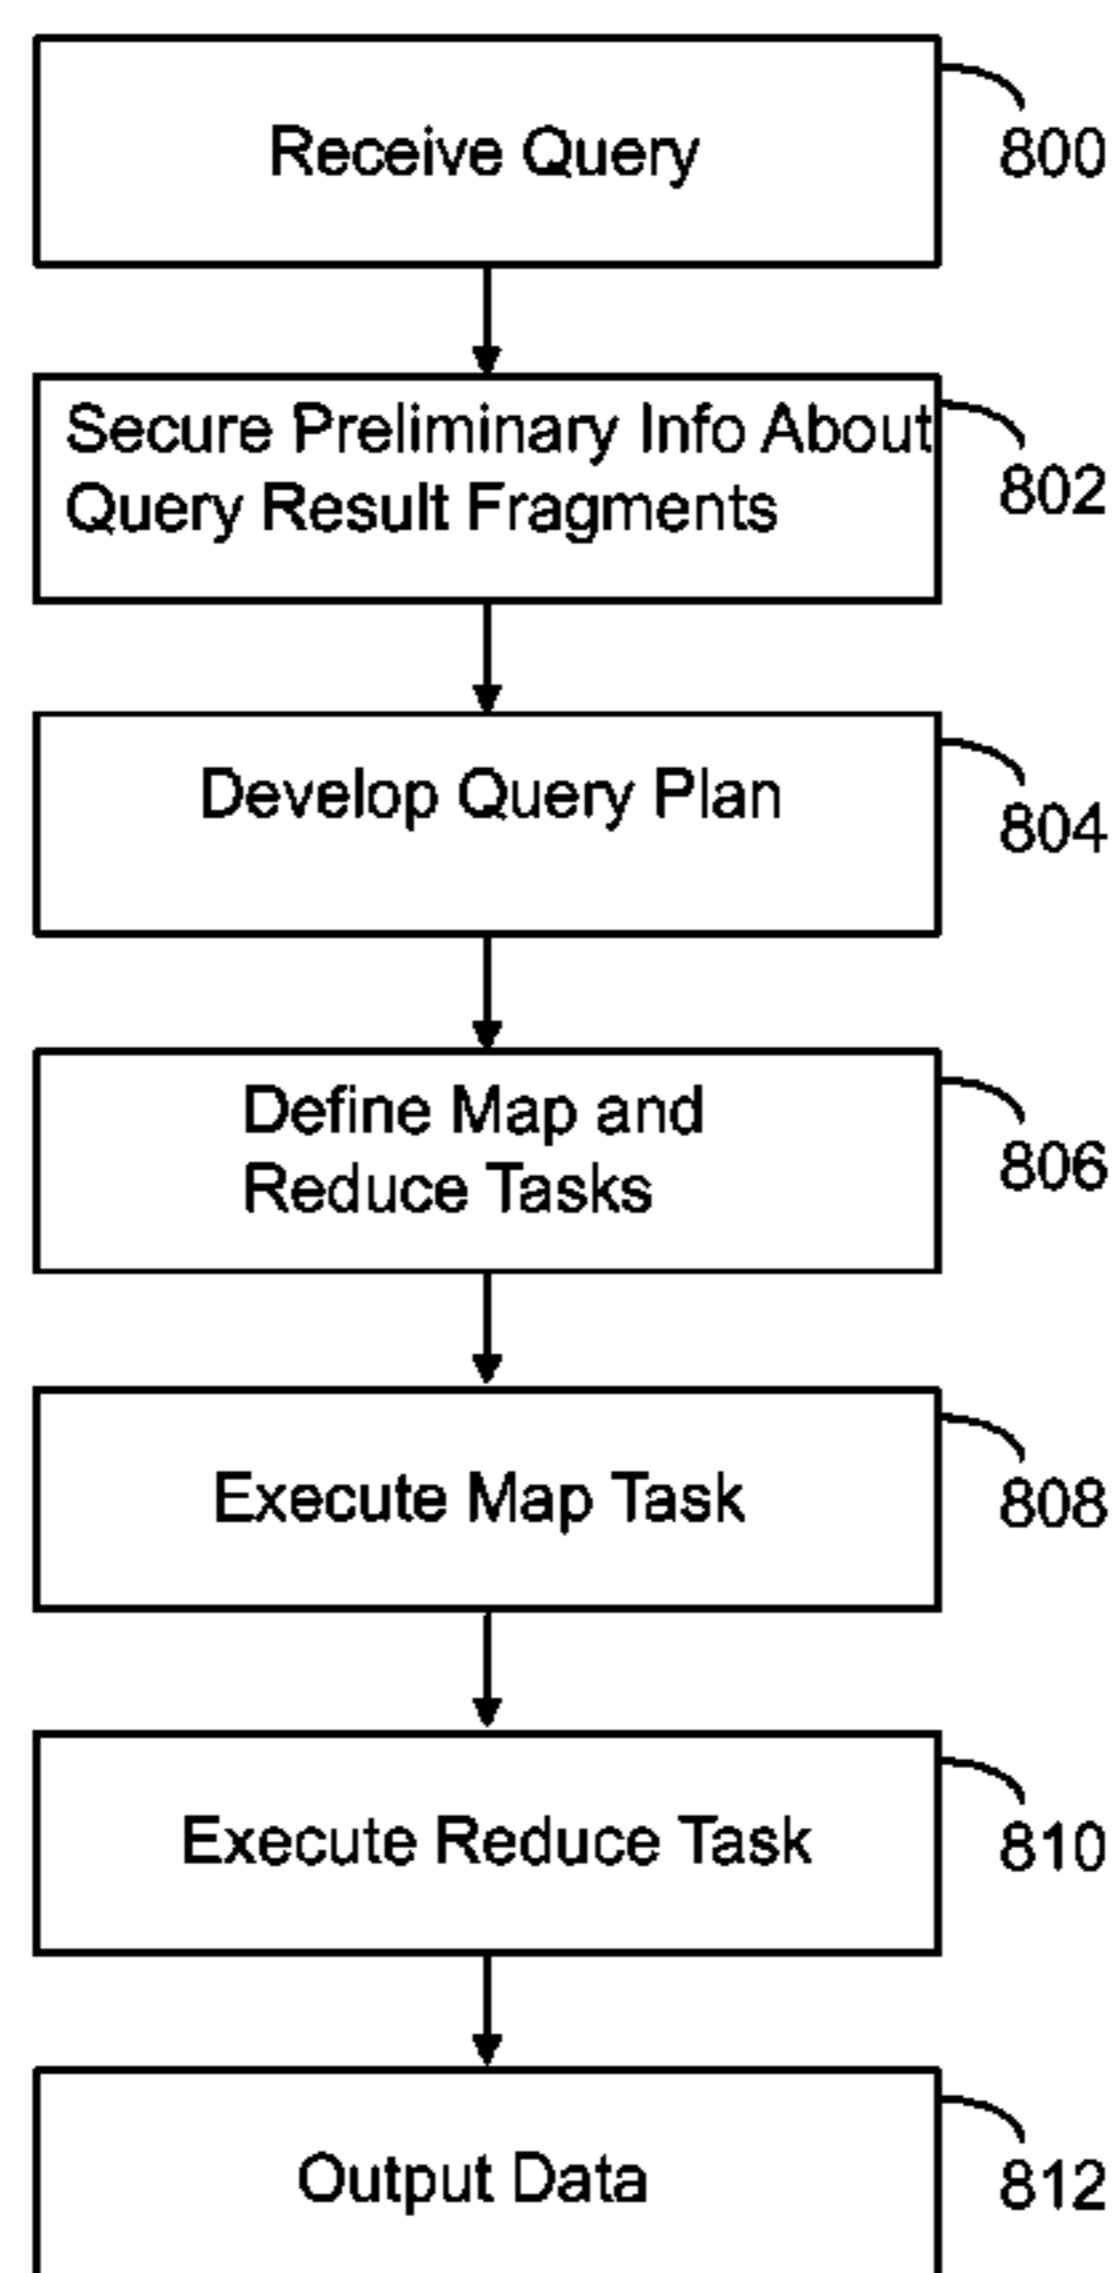 Receive Query
800
Secure Preliminary Info About
Query Result Fragments
802
Develop Query Plan
804
Define Map and
Reduce Tasks
806
Execute Map Task
808
Execute Reduce Task
810
Output Data
812